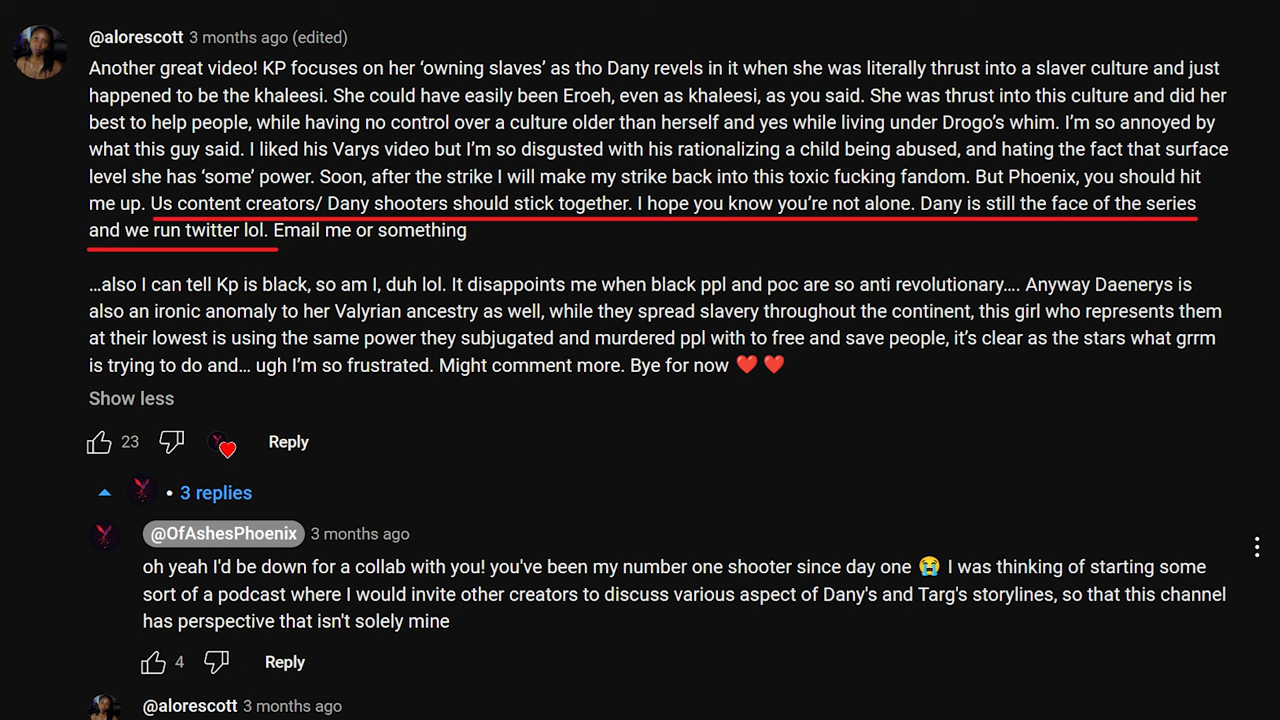 @alorescott 3 months ago (edited)
Another great video! KP focuses on her ‘owning slaves’ as tho Dany revels in it when she was literally thrust into a slaver culture and just
happened to be the khaleesi. She could have easily been Eroeh, even as khaleesi, as you said. She was thrust into this culture and did her
best to help people, while having no control over a culture older than herself and yes while living under Drogo’s whim. I’m so annoyed by
what this guy said. I liked his Varys video but I’m so disgusted with his rationalizing a child being abused, and hating the fact that surface
level she has ‘some’ power. Soon, after the strike I will make my strike back into this toxic fucking fandom. But Phoenix, you should hit
me up. Us content creators/ Dany shooters should stick together. I hope you know you’re not alone. Dany is still the face of the series
and we run twitter lol. Email me or something
…also I can tell Kp is black, so am I, duh lol. It disappoints me when black ppl and poc are so anti revolutionary…. Anyway Daenerys is
also an ironic anomaly to her Valyrian ancestry as well, while they spread slavery throughout the continent, this girl who represents them
at their lowest is using the same power they subjugated and murdered ppl with to free and save people, it’s clear as the stars what grrm
is trying to do and… ugh I’m so frustrated. Might comment more. Bye for now ❤️ ❤️
Show less
23 Reply
• 3 replies
@OfAshesPhoenix 3 months ago
oh yeah I'd be down for a collab with you! you've been my number one shooter since day one 😭 I was thinking of starting some
sort of a podcast where I would invite other creators to discuss various aspect of Dany's and Targ's storylines, so that this channel
has perspective that isn't solely mine
4 Reply
@alorescott 3 months ago